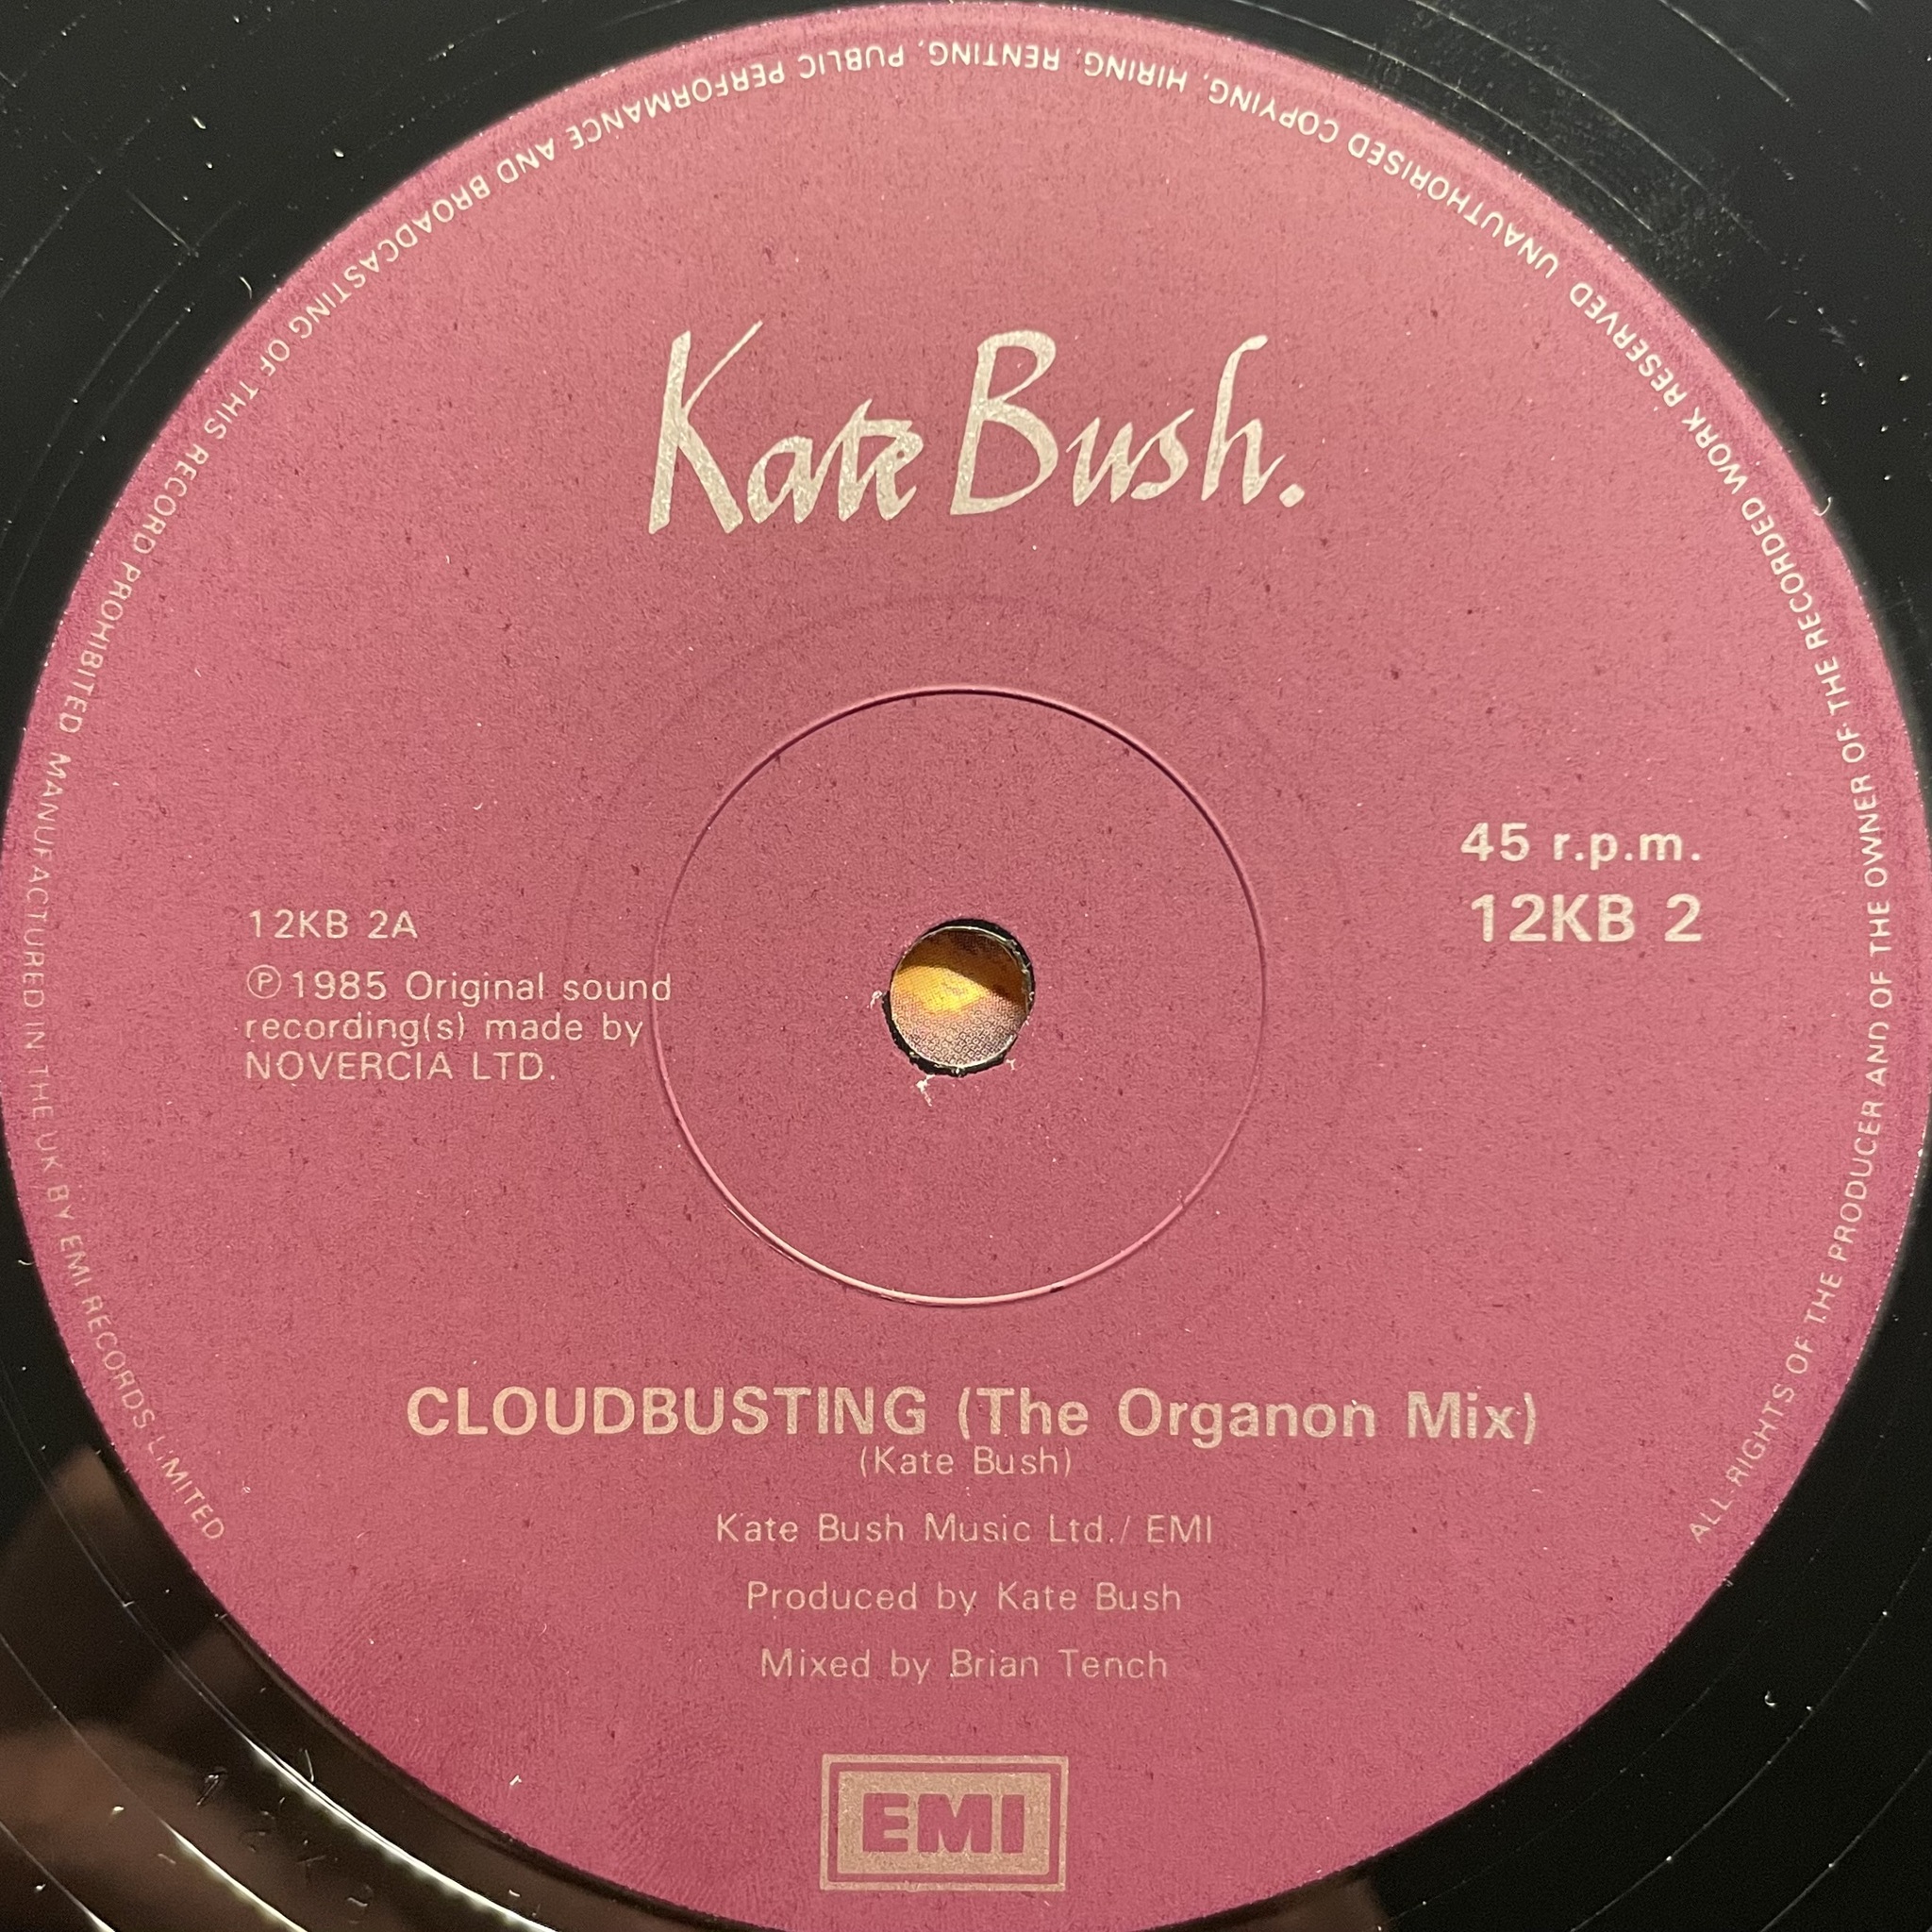 Kate Bush.
45 r.p.m.
12KB 2
12KB 2A
Ⓟ1985 Original sound
recording(s) made by
NOVERCIA LTD.
CLOUDBUSTING (The Organon Mix)
(Kate Bush)
Kate Bush Music Ltd./ EMI
Produced by Kate Bush
Mixed by Brian Tench
EMI
ALL RIGHTS OF THE PRODUCER AND OF THE OWNER OF THE RECORDED WORK RESERVED. UNAUTHORISED COPYING, HIRING, RENTING, PUBLIC PERFORMANCE AND BROADCASTING OF THIS RECORD PROHIBITED MANUFACTURED IN THE UK BY EMI RECORDS LIMITED